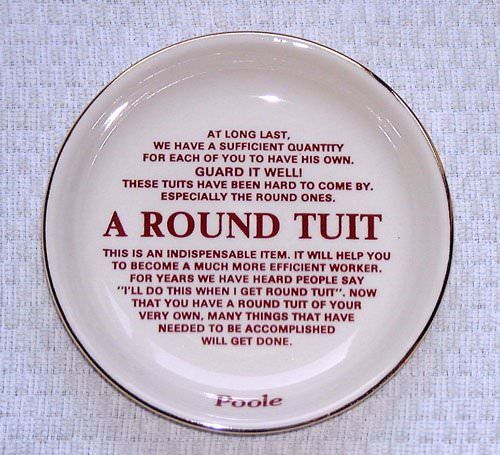 AT LONG LAST,
WE HAVE A SUFFICIENT QUANTITY
FOR EACH OF YOU TO HAVE HIS OWN.
GUARD IT WELL!
THESE TUITS HAVE BEEN HARD TO COME BY.
ESPECIALLY THE ROUND ONES.
A ROUND TUIT
THIS IS AN INDISPENSABLE ITEM. IT WILL HELP YOU
TO BECOME A MUCH MORE EFFICIENT WORKER.
FOR YEARS WE HAVE HEARD PEOPLE SAY
"I'LL DO THIS WHEN I GET ROUND TUIT". NOW
THAT YOU HAVE A ROUND TUIT OF YOUR
VERY OWN, MANY THINGS THAT HAVE
NEEDED TO BE ACCOMPLISHED
WILL GET DONE.
Poole